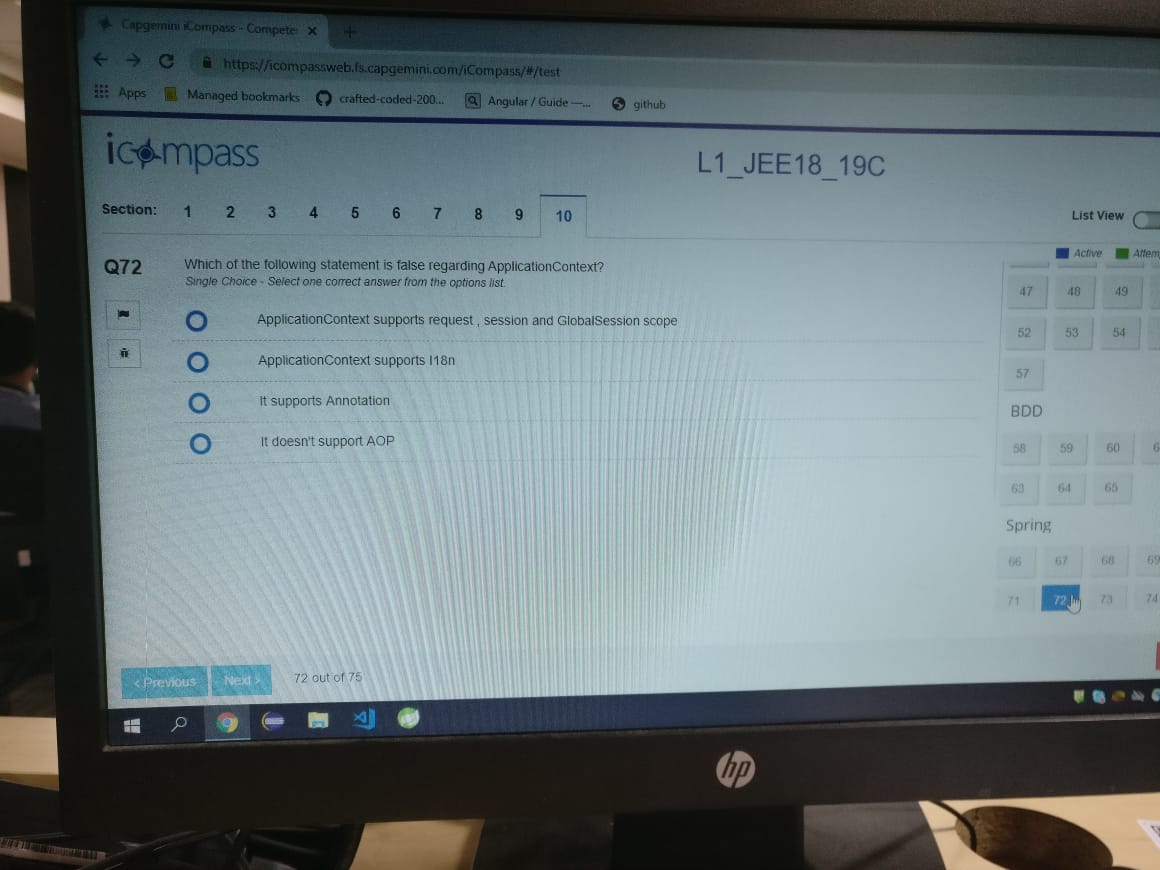 Capgemini iCompass - Compete
https://icompassweb.fs.capgemini.com/iCompass/#/test
Apps
Managed bookmarks
crafted-coded-200...
Angular / Guide —...
github
icompass
L1_JEE18_19C
Section: 1 2 3 4 5 6 7 8 9 10
List View
Active
Attem
Q72
Which of the following statement is false regarding ApplicationContext?
Single Choice - Select one correct answer from the options list.
ApplicationContext supports request , session and GlobalSession scope
ApplicationContext supports I18n
It supports Annotation
It doesn't support AOP
47 48 49
52 53 54
57
BDD
58 59 60 6
63 64 65
Spring
66 67 68 69
71 72 73 74
< Previous
Next >
72 out of 75
hp